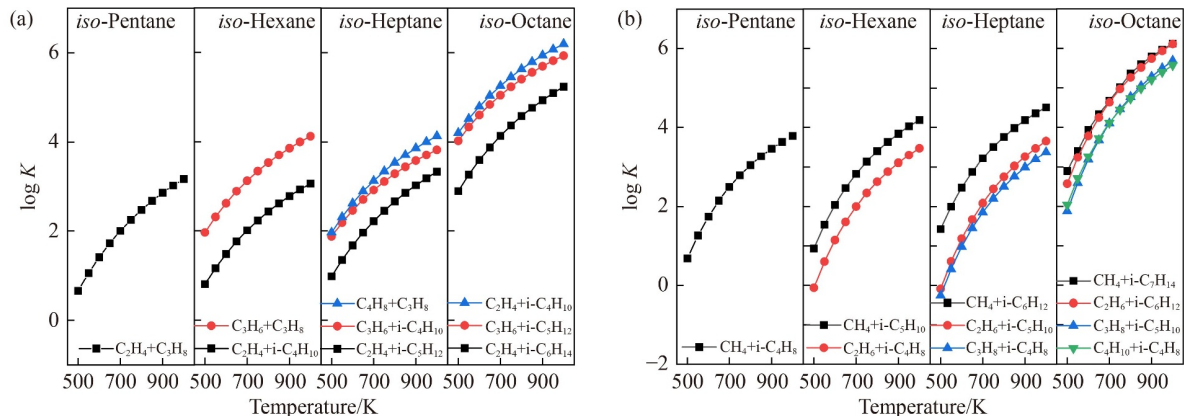 (a)
iso-Pentane iso-Hexane iso-Heptane iso-Octane
log K
6
4
2
0
C₂H₄+C₃H₈
C₃H₆+C₃H₈
C₂H₄+i-C₄H₁₀
C₄H₈+C₃H₈
C₃H₆+i-C₄H₁₀
C₂H₄+i-C₅H₁₂
C₂H₄+i-C₄H₁₀
C₃H₆+i-C₅H₁₂
C₂H₄+i-C₆H₁₄
500 700 900 500 700 900 500 700 900 500 700 900
Temperature/K
(b)
iso-Pentane iso-Hexane iso-Heptane iso-Octane
log K
6
4
2
0
−2
CH₄+i-C₄H₈
CH₄+i-C₅H₁₀
C₂H₆+i-C₄H₈
CH₄+i-C₆H₁₂
C₂H₆+i-C₅H₁₀
C₃H₈+i-C₄H₈
CH₄+i-C₇H₁₄
C₂H₆+i-C₆H₁₂
C₃H₈+i-C₅H₁₀
C₄H₁₀+i-C₄H₈
500 700 900 500 700 900 500 700 900 500 700 900
Temperature/K